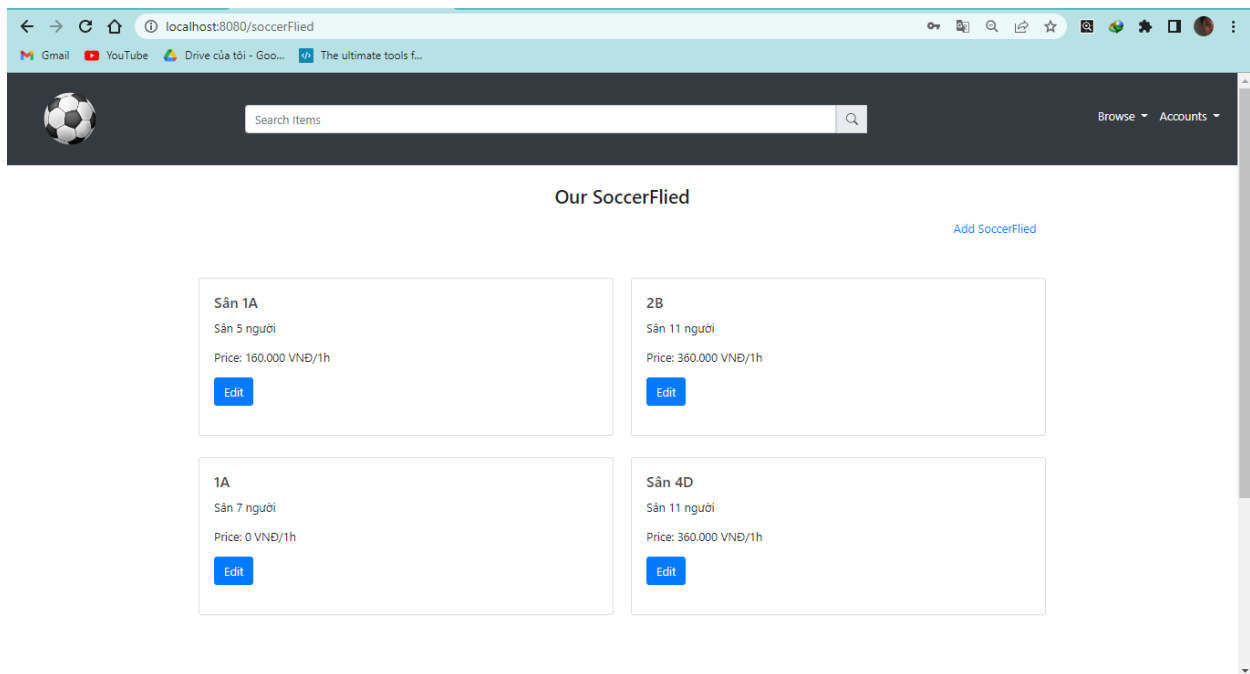 localhost:8080/soccerFlied
Gmail YouTube Drive của tôi - Goo... The ultimate tools f...
Search Items
Browse Accounts
Our SoccerFlied
Add SoccerFlied
Sân 1A
Sân 5 người
Price: 160.000 VNĐ/1h
Edit
2B
Sân 11 người
Price: 360.000 VNĐ/1h
Edit
1A
Sân 7 người
Price: 0 VNĐ/1h
Edit
Sân 4D
Sân 11 người
Price: 360.000 VNĐ/1h
Edit